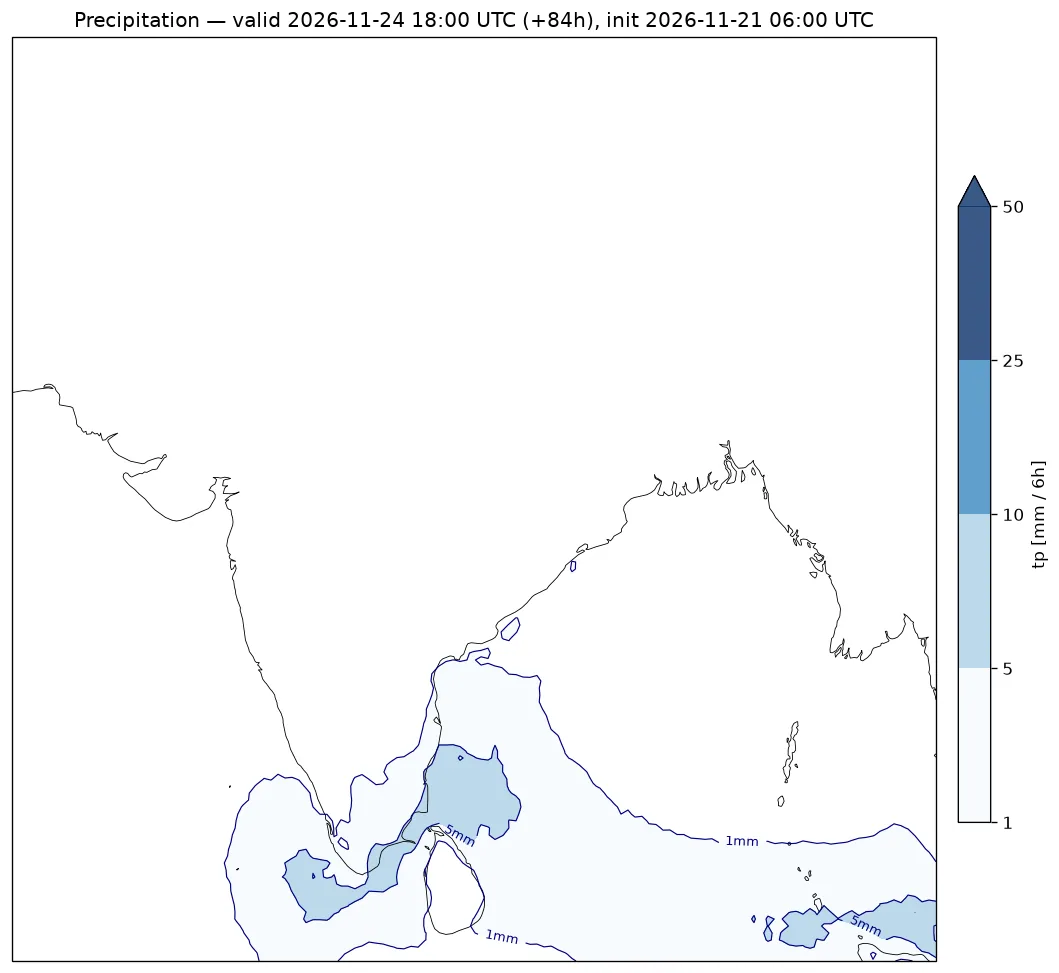 Precipitation — valid 2026-11-24 18:00 UTC (+84h), init 2026-11-21 06:00 UTC
50
25
10
5
1
tp [mm / 6h]
5mm
1mm
5mm
1mm